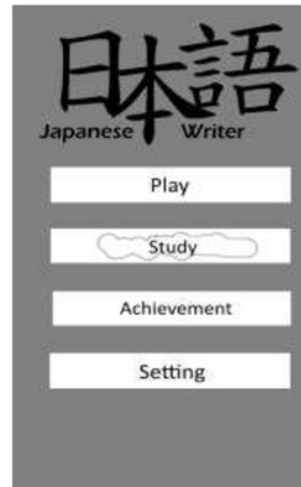 日本語
Japanese Writer
Play
Study
Achievement
Setting